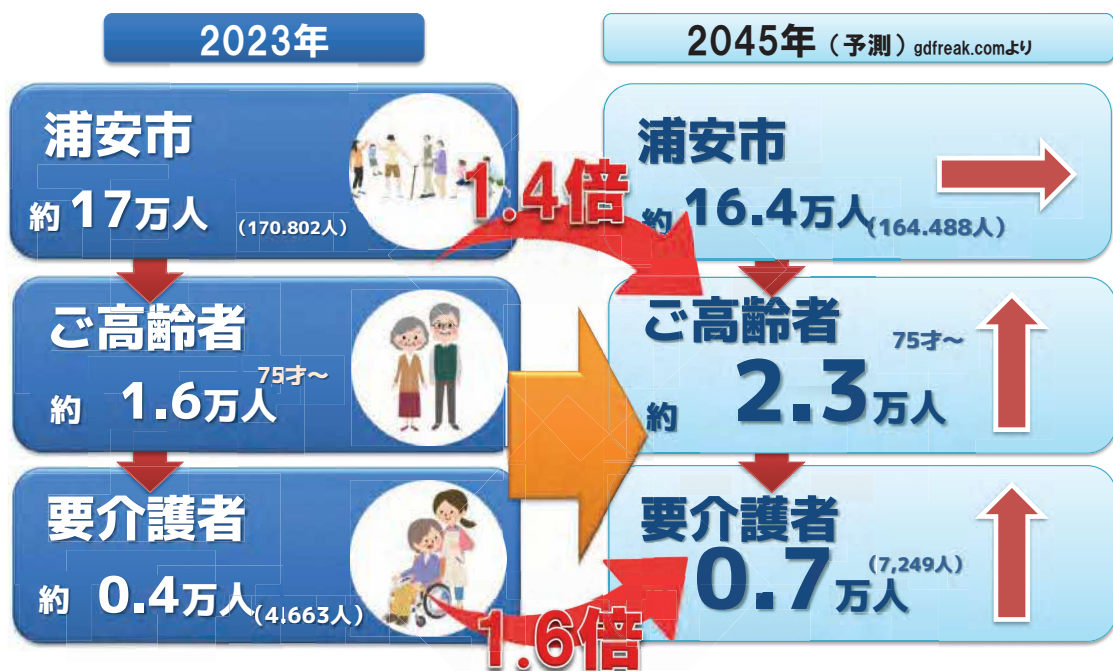 2023年
浦安市
約17万人 (170.802人)
ご高齢者
75才～
約 1.6万人
要介護者
約 0.4万人(4,663人)
1.4倍
1.6倍
2045年（予測）gdfreak.comより
浦安市
約 16.4万人(164.488人)
ご高齢者
75才～
約 2.3万人
要介護者
0.7万人 (7,249人)